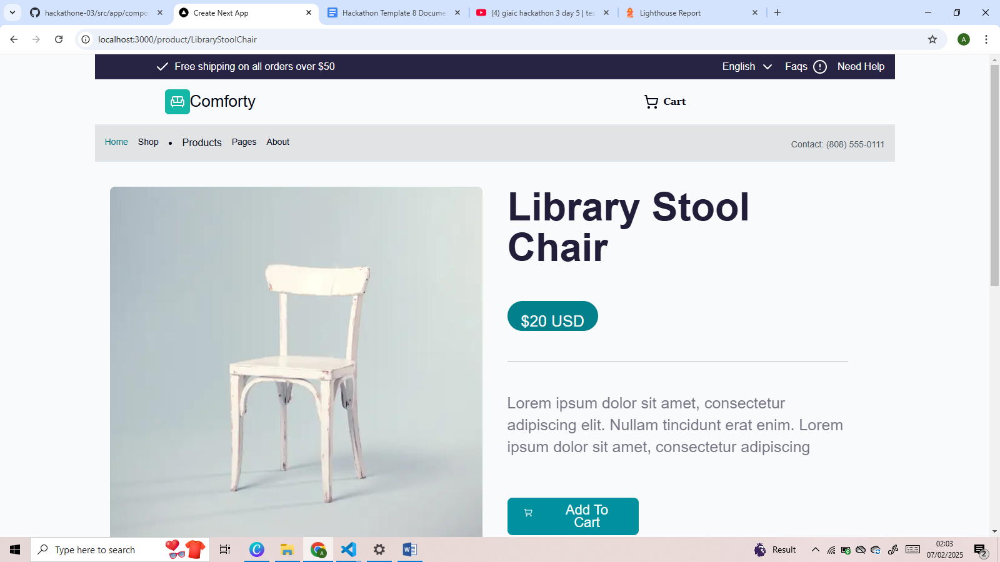 hackathone-03/src/app/compo
Create Next App
Hackathon Template 8 Docume
(4) giaic hackathon 3 day 5 | tes
Lighthouse Report
localhost:3000/product/LibraryStoolChair
A
Free shipping on all orders over $50
English
Faqs
Need Help
Comforty
Cart
Home Shop • Products Pages About
Contact: (808) 555-0111
Library Stool
Chair
$20 USD
Lorem ipsum dolor sit amet, consectetur
adipiscing elit. Nullam tincidunt erat enim. Lorem
ipsum dolor sit amet, consectetur adipiscing
Add To
Cart
Type here to search
Result
02:03
07/02/2025
2